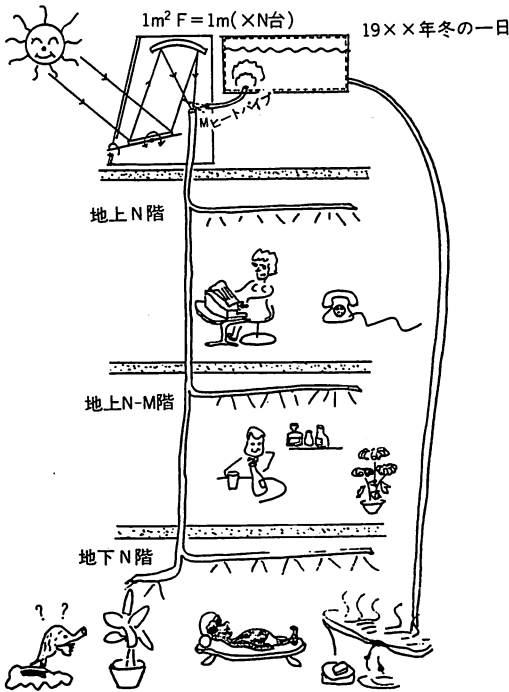 1m² F=1m(×N台)
19××年冬の一日
Mヒートパイプ
地上N階
地上N-M階
地下N階
? ?